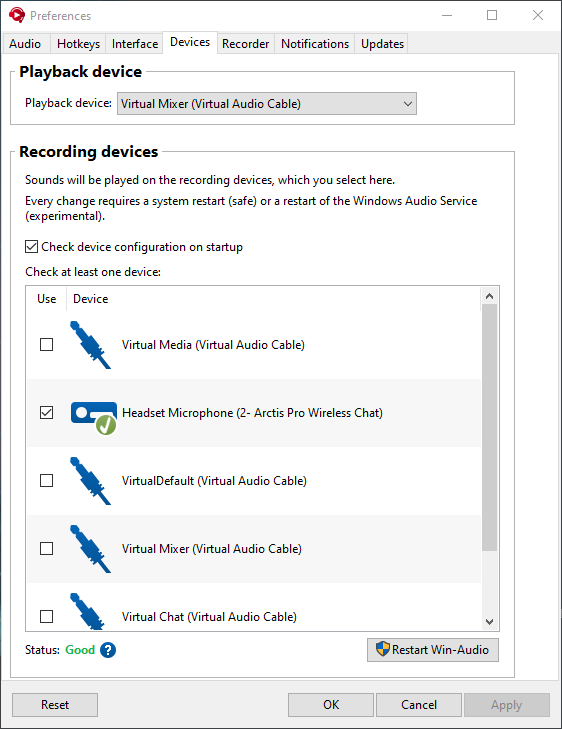 Preferences
Audio Hotkeys Interface Devices Recorder Notifications Updates
Playback device
Playback device: Virtual Mixer (Virtual Audio Cable)
Recording devices
Sounds will be played on the recording devices, which you select here.
Every change requires a system restart (safe) or a restart of the Windows Audio Service
(experimental).
Check device configuration on startup
Check at least one device:
Use Device
Virtual Media (Virtual Audio Cable)
Headset Microphone (2- Arctis Pro Wireless Chat)
VirtualDefault (Virtual Audio Cable)
Virtual Mixer (Virtual Audio Cable)
Virtual Chat (Virtual Audio Cable)
Status: Good ? Restart Win-Audio
Reset OK Cancel Apply